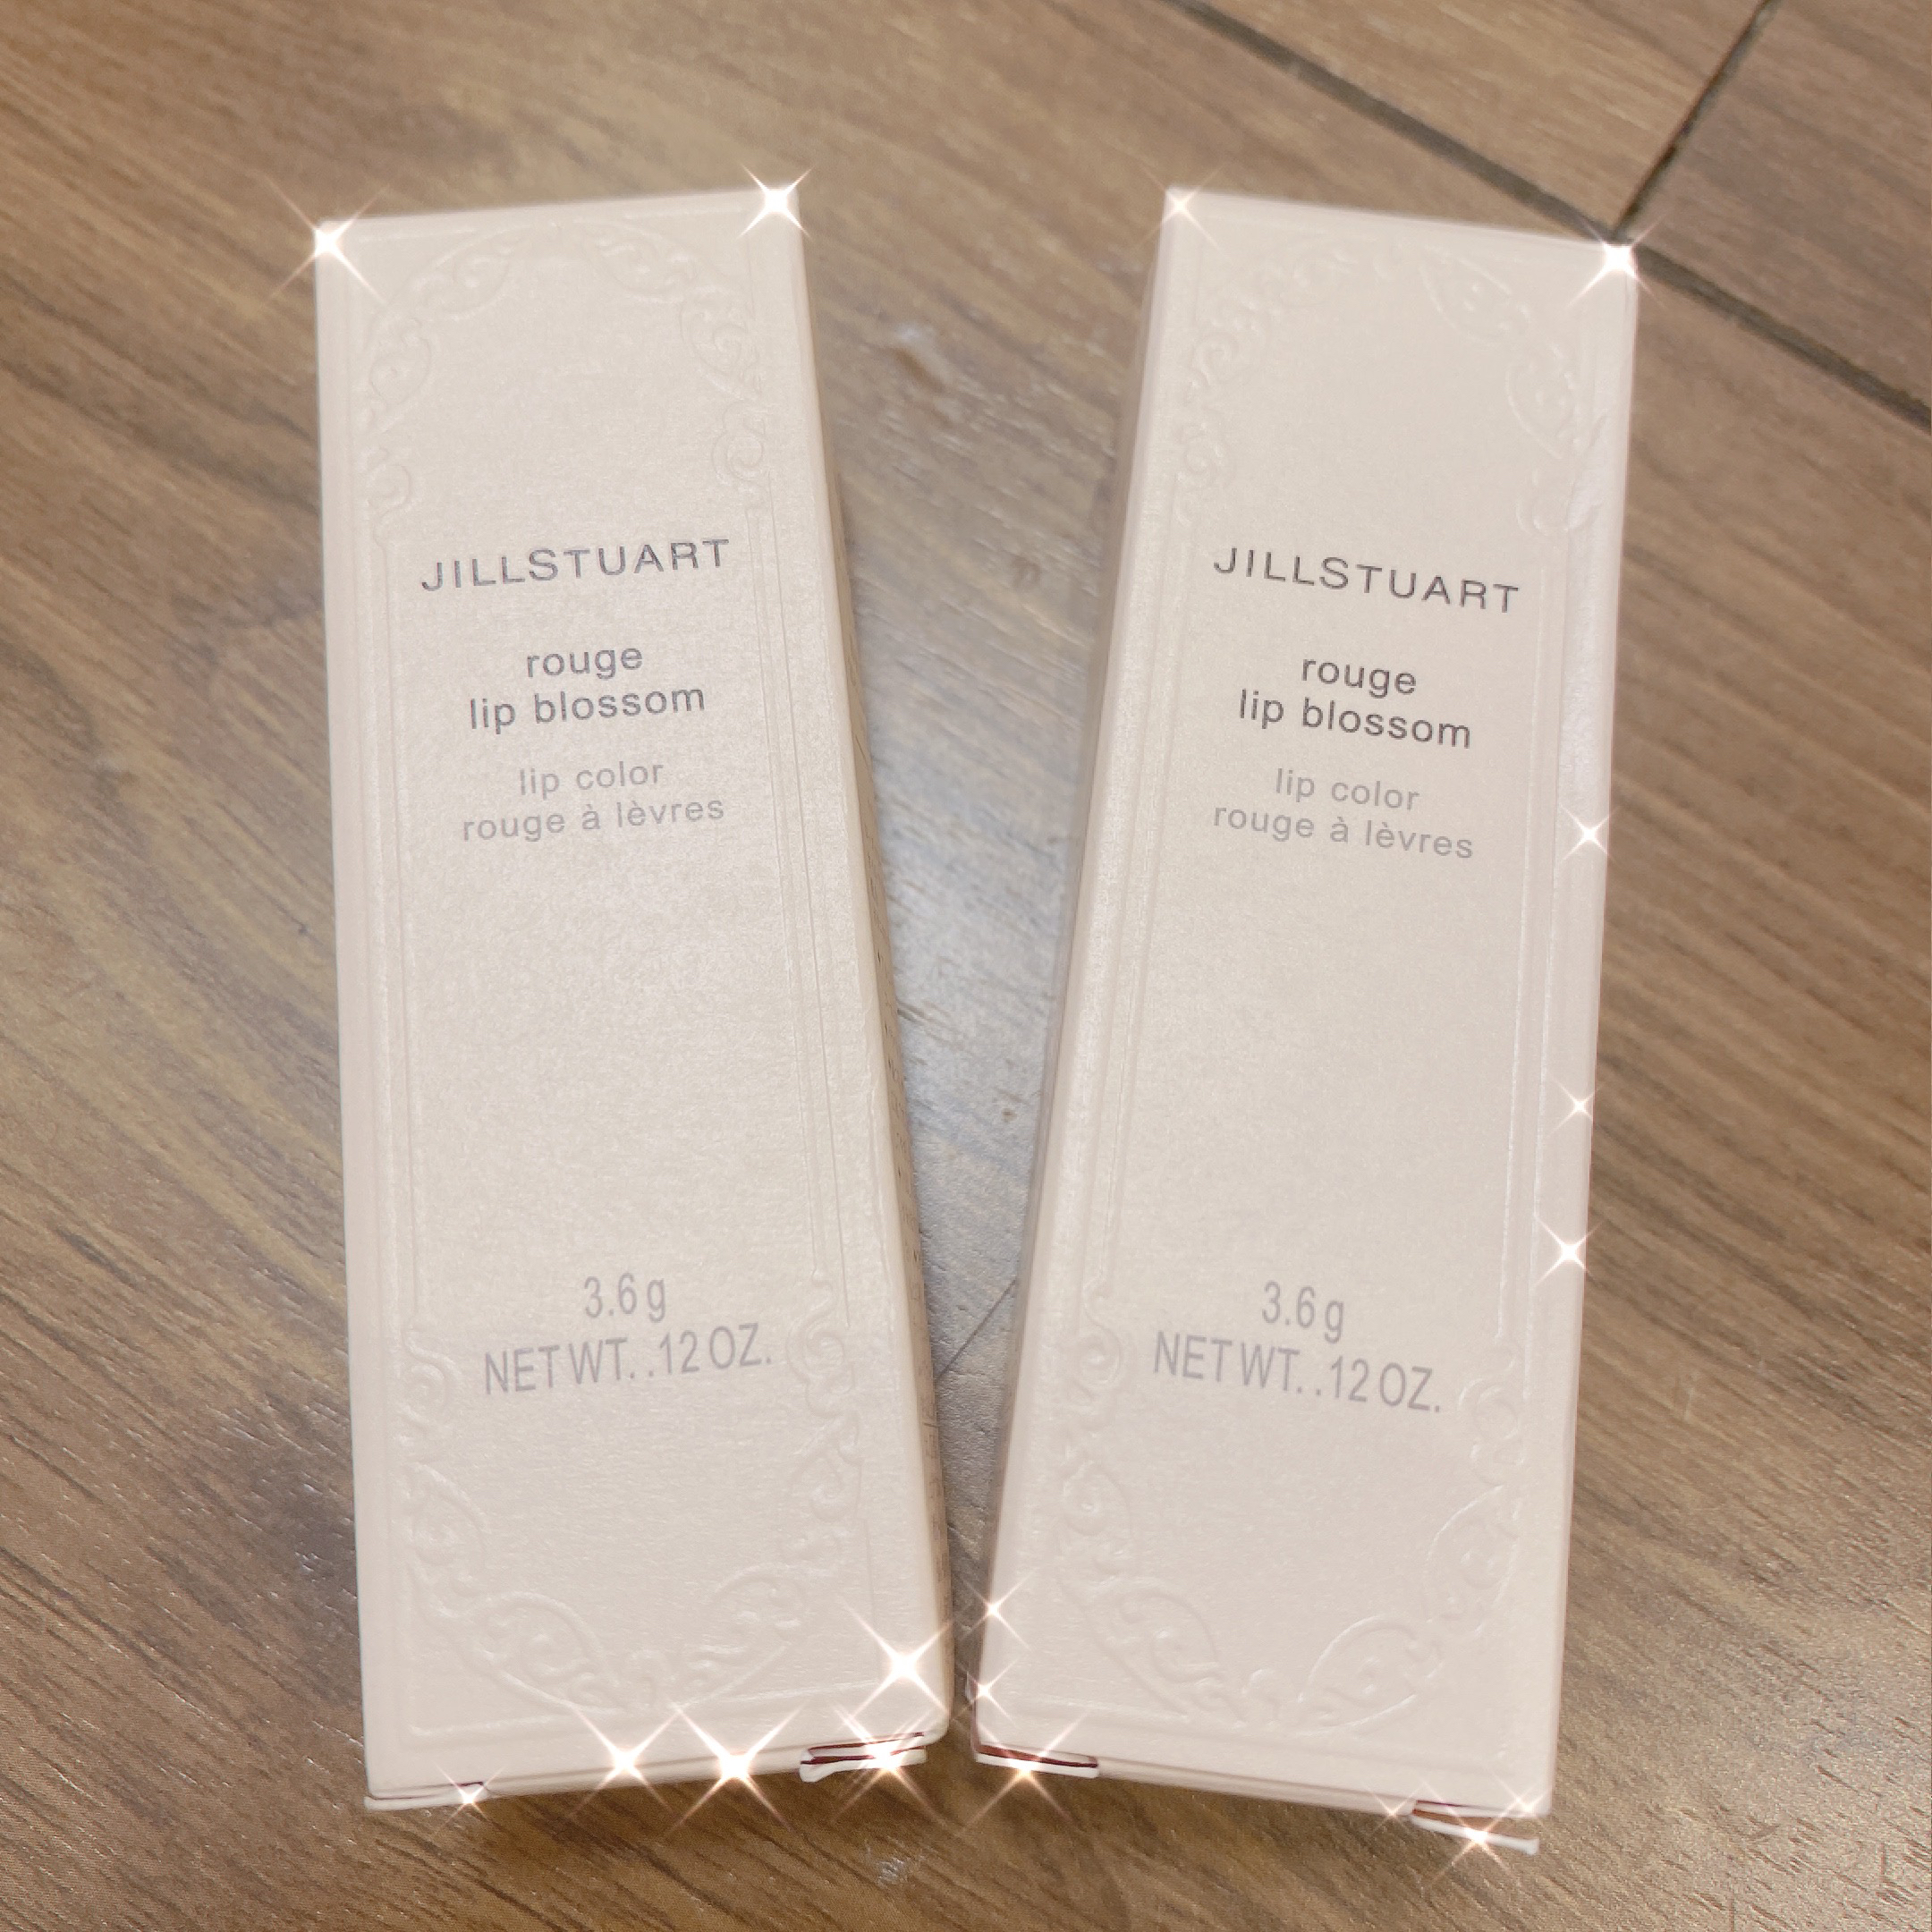 JILLSTUART
rouge
lip blossom
lip color
rouge à lèvres
3.6g
NET WT. .12 OZ.
JILLSTUART
rouge
lip blossom
lip color
rouge à lèvres
3.6g
NET WT. .12 OZ.